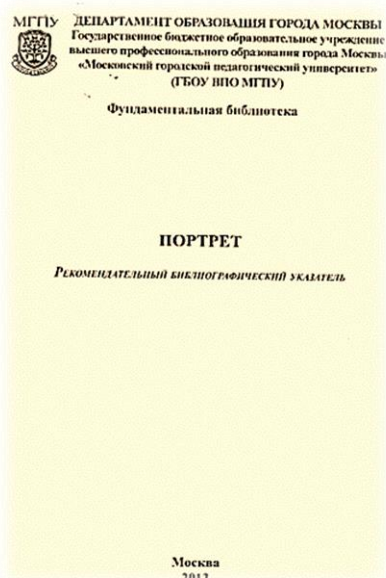 МГПУ
ДЕПАРТАМЕНТ ОБРАЗОВАНИЯ ГОРОДА МОСКВЫ
Государственное бюджетное образовательное учреждение
высшего профессионального образования города Москвы
«Московский городской педагогический университет»
(ГБОУ ВПО МГПУ)
Фундаментальная библиотека
ПОРТРЕТ
РЕКОМЕНДАТЕЛЬНЫЙ БИБЛИОГРАФИЧЕСКИЙ УКАЗАТЕЛЬ
Москва